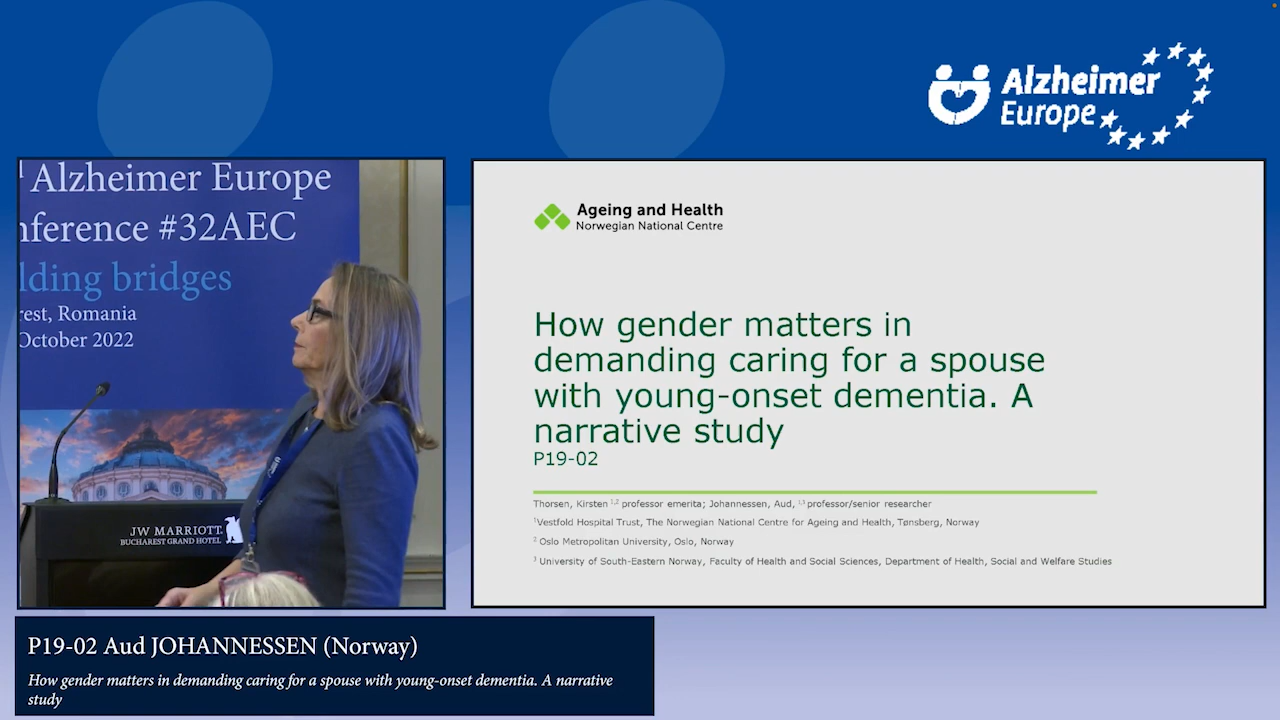 Alzheimer
Europe
Alzheimer Europe
#32AEC
bridges
Romania
October 2022
JW MARRIOTT
BUCHAREST GRAND HOTEL
Ageing and Health
Norwegian National Centre
How gender matters in
demanding caring for a spouse
with young-onset dementia. A
narrative study
P19-02
Thorsen, Kirsten 1,2 professor emerita; Johannessen, Aud, 1,3 professor/senior researcher
1Vestfold Hospital Trust, The Norwegian National Centre for Ageing and Health, Tønsberg, Norway
2 Oslo Metropolitan University, Oslo, Norway
3 University of South-Eastern Norway, Faculty of Health and Social Sciences, Department of Health, Social and Welfare Studies
P19-02 Aud JOHANNESSEN (Norway)
How gender matters in demanding caring for a spouse with young-onset dementia. A narrative
study